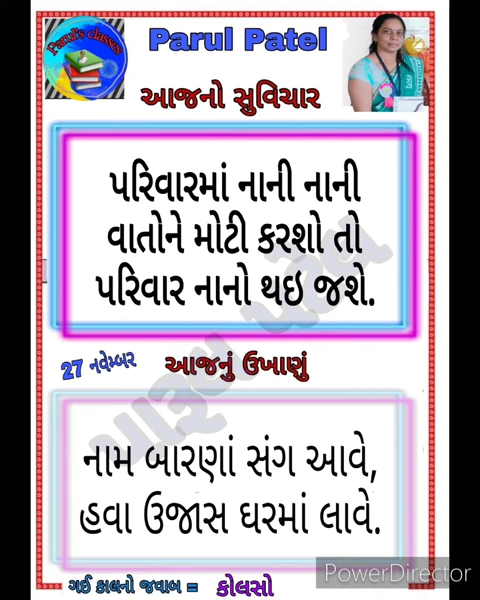 Parul's classes
Parul Patel
આજનો સુવિચાર
પરિવારમાં નાની નાની
વાતોને મોટી કરશો તો
પરિવાર નાનો થઇ જશે.
પારૂલ પટેલ
27 નવેમ્બર
આજનું ઉખાણું
નામ બારણાં સંગ આવે,
હવા ઉજાસ ઘરમાં લાવે.
PowerDirector
ગઈ કાલનો જવાબ = કોલસો